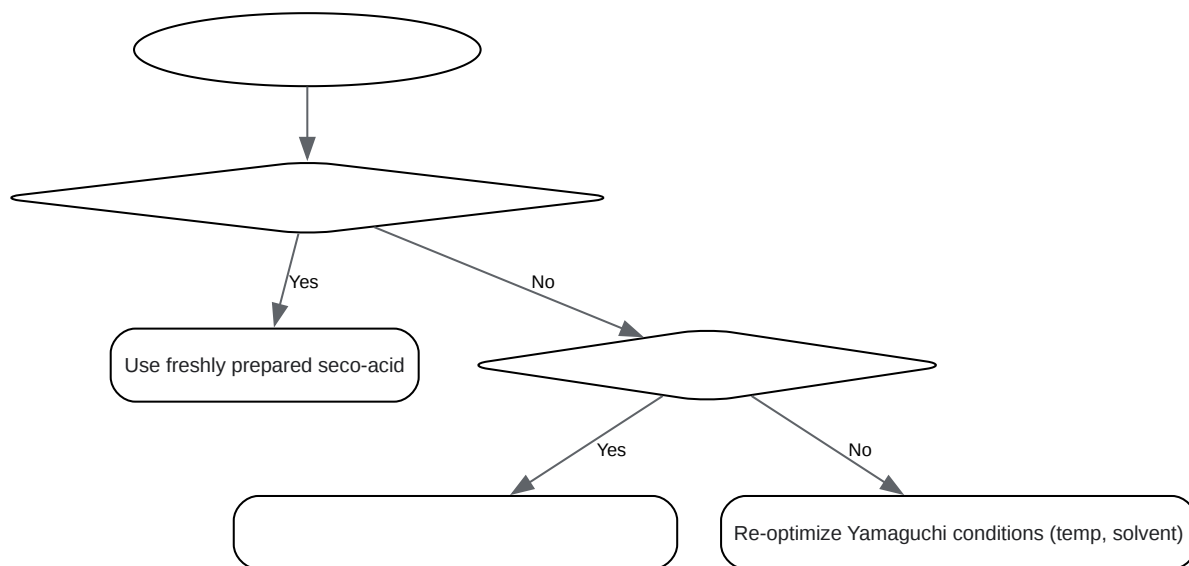 Yes
No
Use freshly prepared seco-acid
Yes
No
Re-optimize Yamaguchi conditions (temp, solvent)